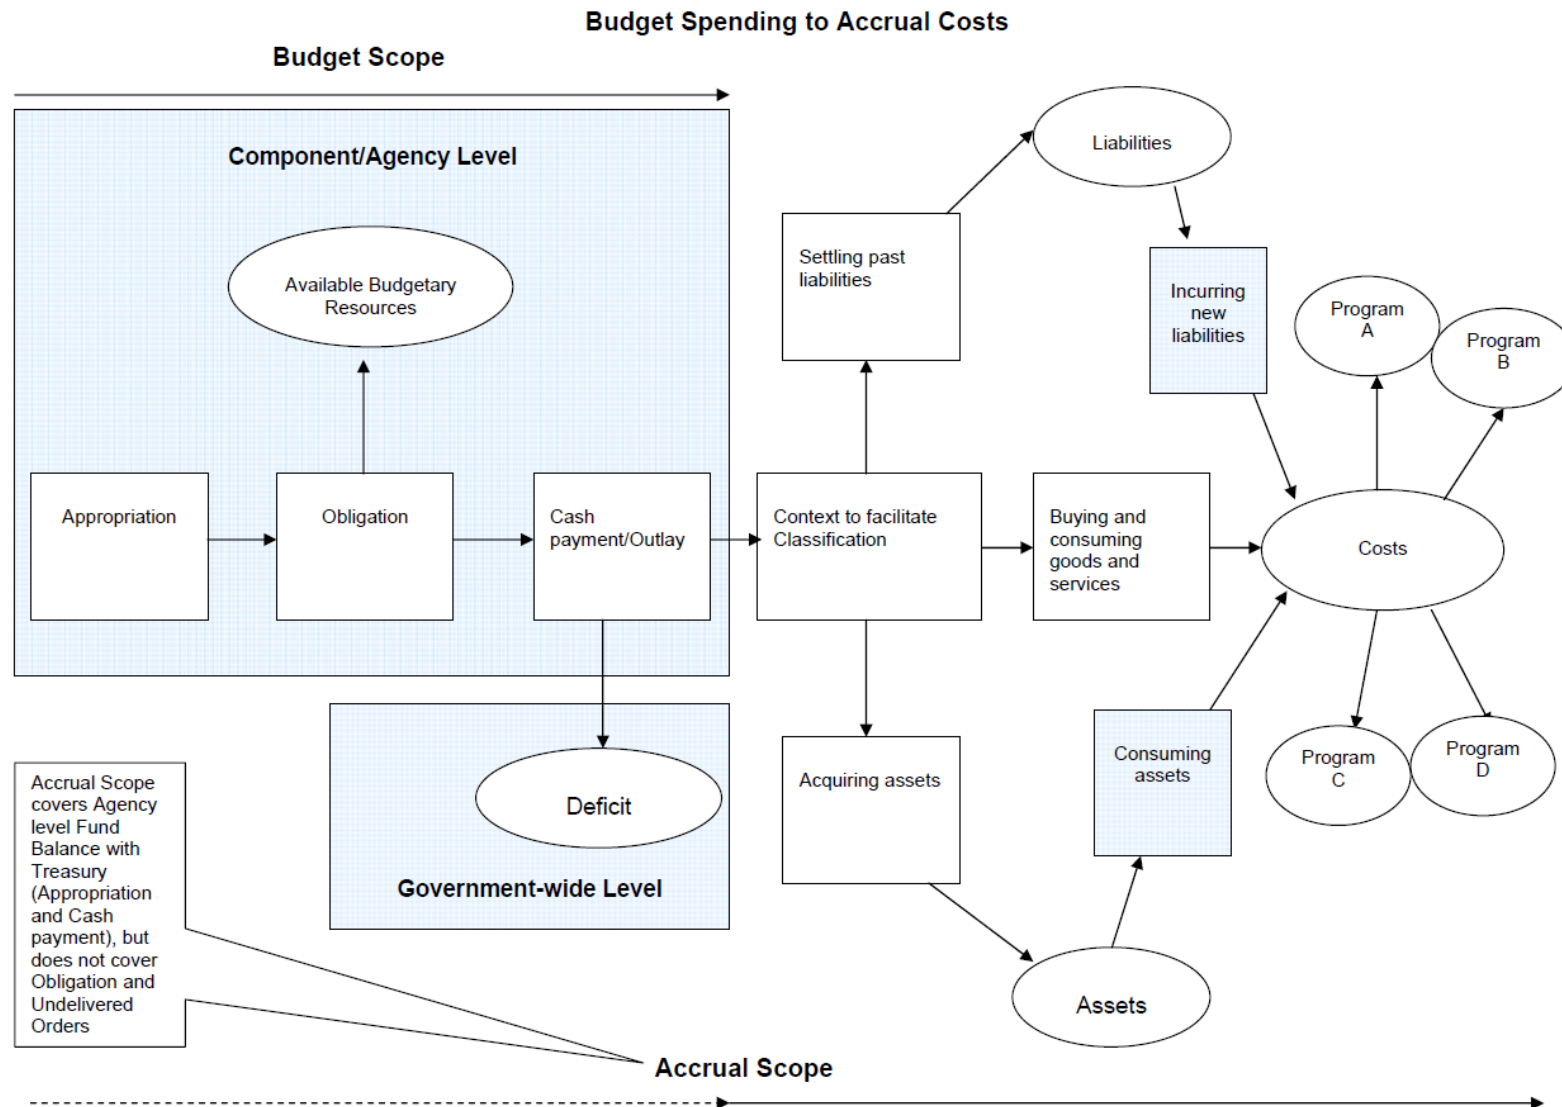 Budget Spending to Accrual Costs
Budget Scope
Component/Agency Level
Available Budgetary
Resources
Appropriation
Obligation
Cash
payment/Outlay
Context to facilitate
Classification
Settling past
liabilities
Liabilities
Incurring
new
liabilities
Buying and
consuming
goods and
services
Costs
Program
A
Program
B
Program
C
Program
D
Acquiring assets
Consuming
assets
Assets
Deficit
Government-wide Level
Accrual Scope
covers Agency
level Fund
Balance with
Treasury
(Appropriation
and Cash
payment), but
does not cover
Obligation and
Undelivered
Orders
Accrual Scope